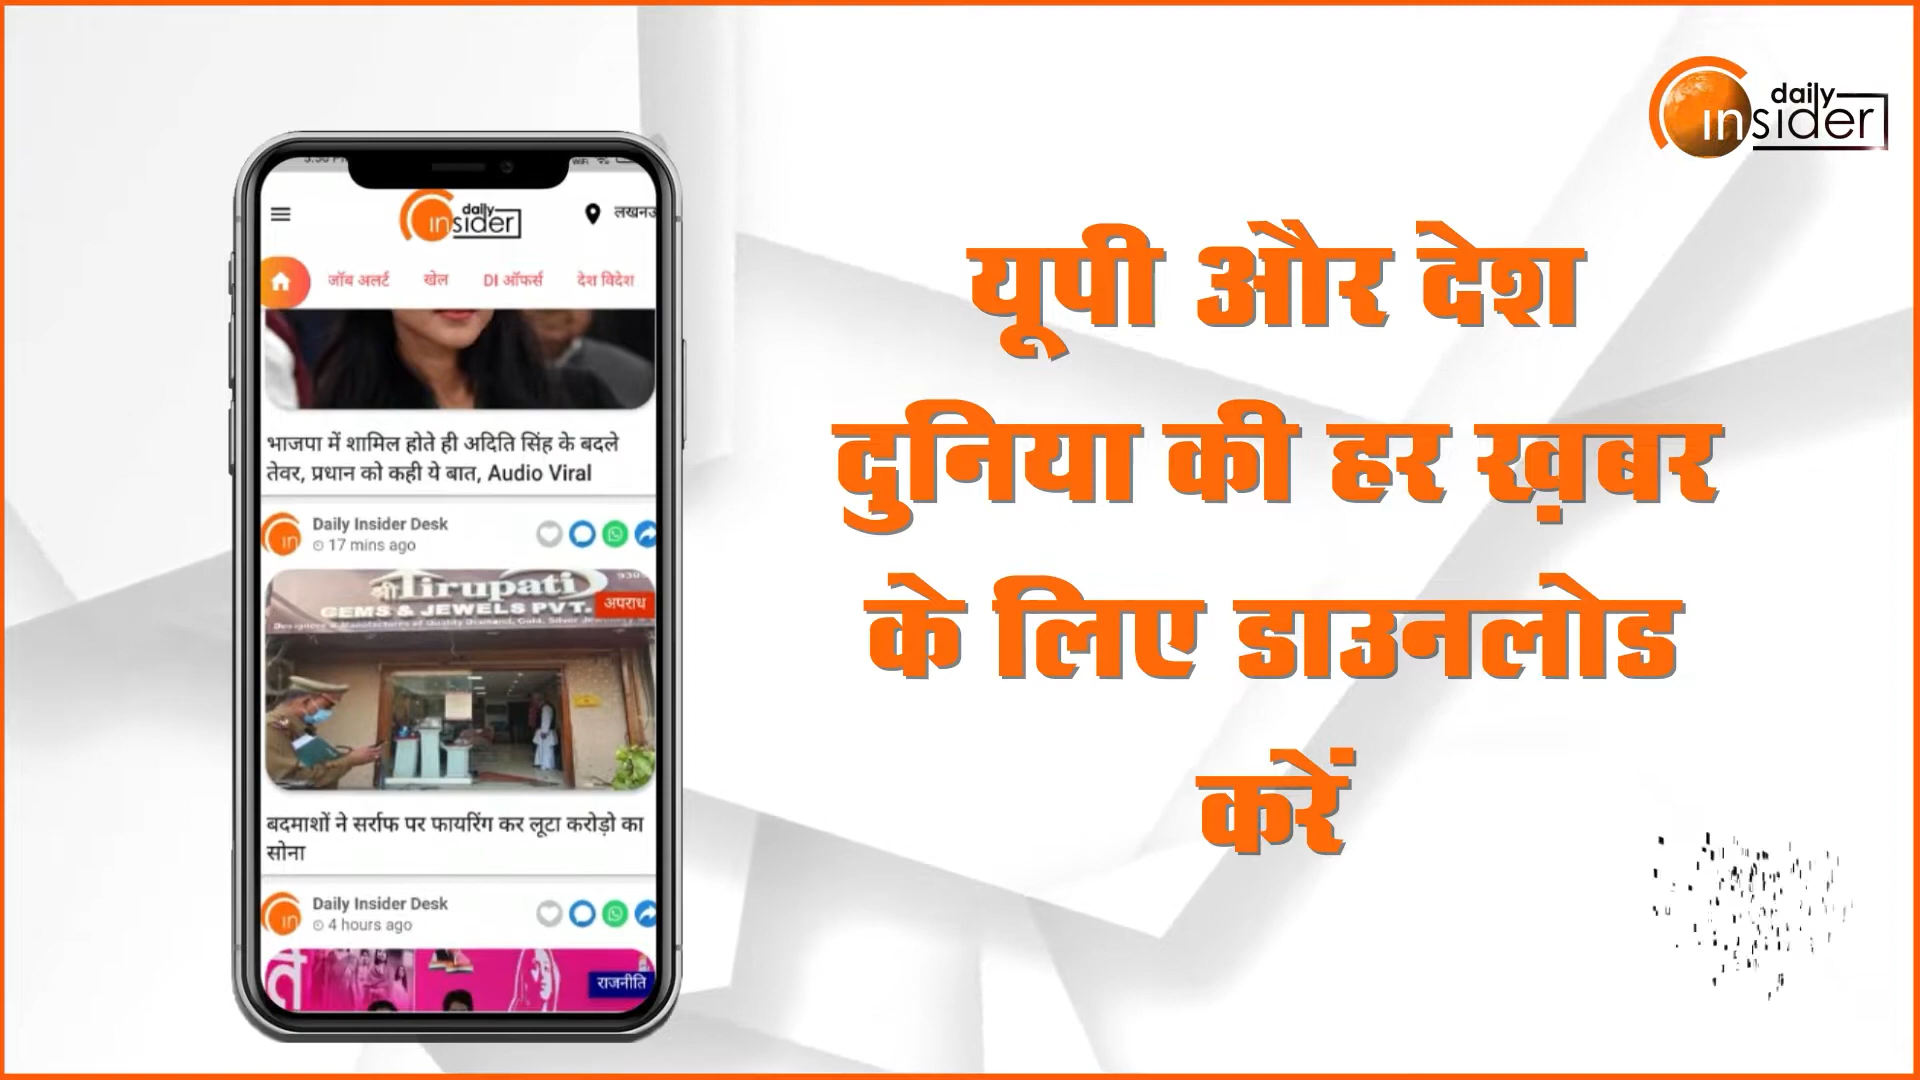 daily
insider
यूपी और देश
दुनिया की हर ख़बर
के लिए डाउनलोड
करें
daily
insider
जॉब अलर्ट खेल DI ऑफर्स देश विदेश
भाजपा में शामिल होते ही अदिति सिंह के बदले
तेवर, प्रधान को कही ये बात, Audio Viral
Daily Insider Desk
17 mins ago
श्री Tirupati
GEMS & JEWELS PVT.
अपराध
बदमाशों ने सर्राफ पर फायरिंग कर लूटा करोड़ो का
सोना
Daily Insider Desk
4 hours ago
राजनीति